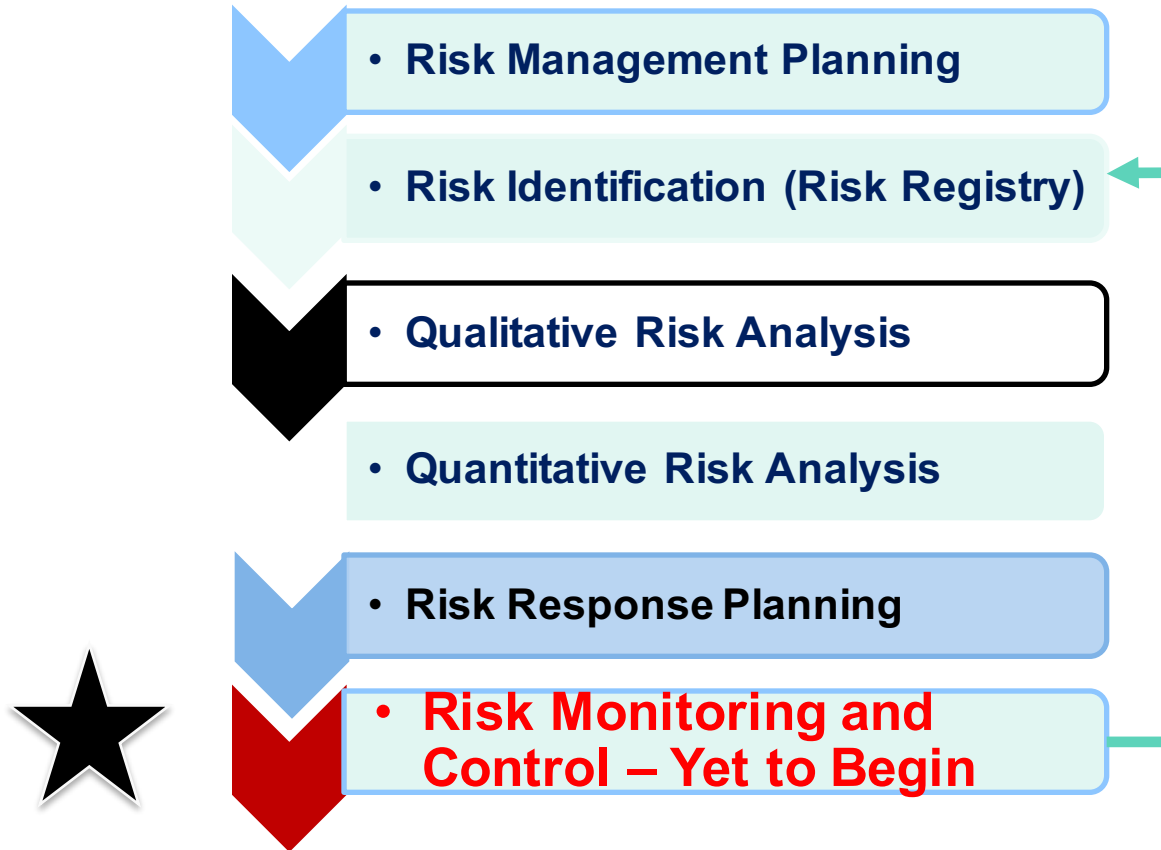 • Risk Management Planning
• Risk Identification (Risk Registry)
• Qualitative Risk Analysis
• Quantitative Risk Analysis
• Risk Response Planning
• Risk Monitoring and
Control – Yet to Begin